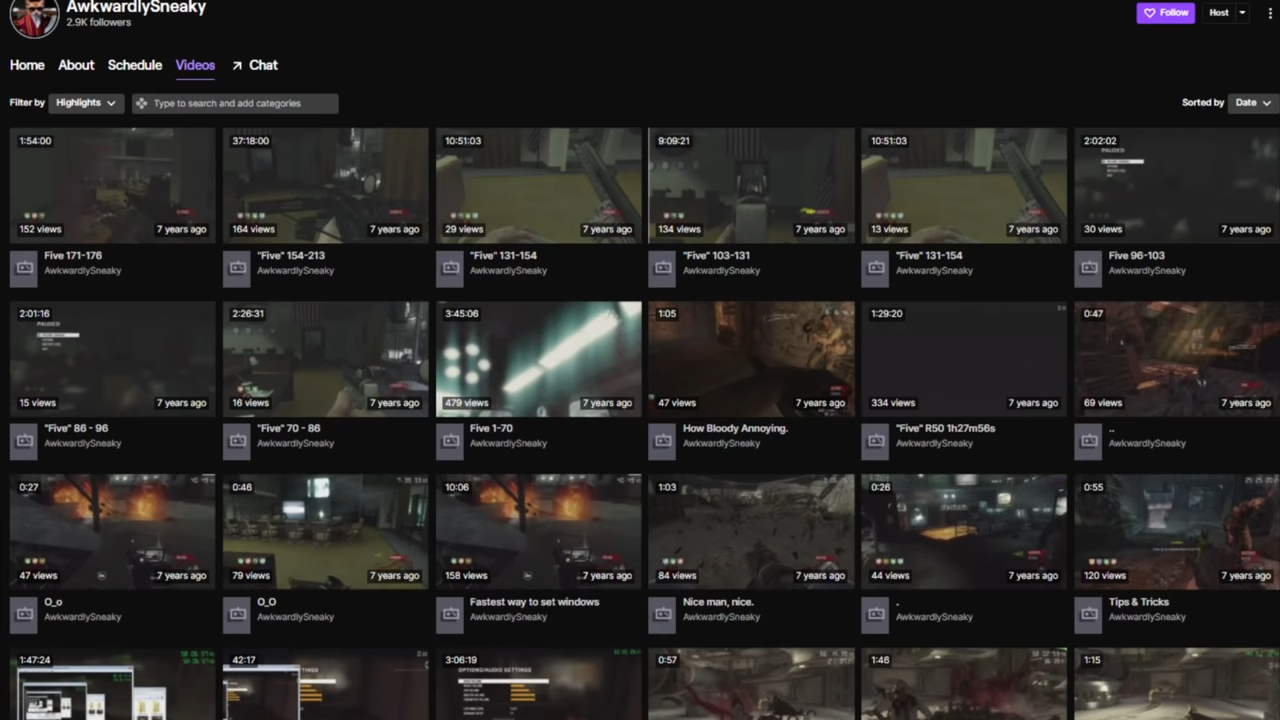 AwkwardlySneaky
2.9K followers
Follow
Host
Home About Schedule Videos Chat
Filter by Highlights Type to search and add categories Sorted by Date
1:54:00 37:18:00 10:51:03 9:09:21 10:51:03 2:02:02
PAUSED
152 views 7 years ago 164 views 7 years ago 29 views 7 years ago 134 views 7 years ago 13 views 7 years ago 30 views 7 years ago
Five 171-176 "Five" 154-213 "Five" 131-154 "Five" 103-131 "Five" 131-154 Five 96-103
AwkwardlySneaky AwkwardlySneaky AwkwardlySneaky AwkwardlySneaky AwkwardlySneaky AwkwardlySneaky
2:01:16 2:26:31 3:45:06 1:05 1:29:20 0:47
PAUSED
15 views 7 years ago 16 views 7 years ago 479 views 7 years ago 47 views 7 years ago 334 views 7 years ago 69 views 7 years ago
"Five" 86 - 96 "Five" 70 - 86 Five 1-70 How Bloody Annoying. "Five" R50 1h27m56s ..
AwkwardlySneaky AwkwardlySneaky AwkwardlySneaky AwkwardlySneaky AwkwardlySneaky AwkwardlySneaky
0:27 0:46 10:06 1:03 0:26 0:55
47 views 7 years ago 79 views 7 years ago 158 views 7 years ago 84 views 7 years ago 44 views 7 years ago 120 views 7 years ago
O_o O_O Fastest way to set windows Nice man, nice. . Tips & Tricks
AwkwardlySneaky AwkwardlySneaky AwkwardlySneaky AwkwardlySneaky AwkwardlySneaky AwkwardlySneaky
1:47:24 42:17 3:06:19 0:57 1:46 1:15
OPTIONS/AUDIO SETTINGS